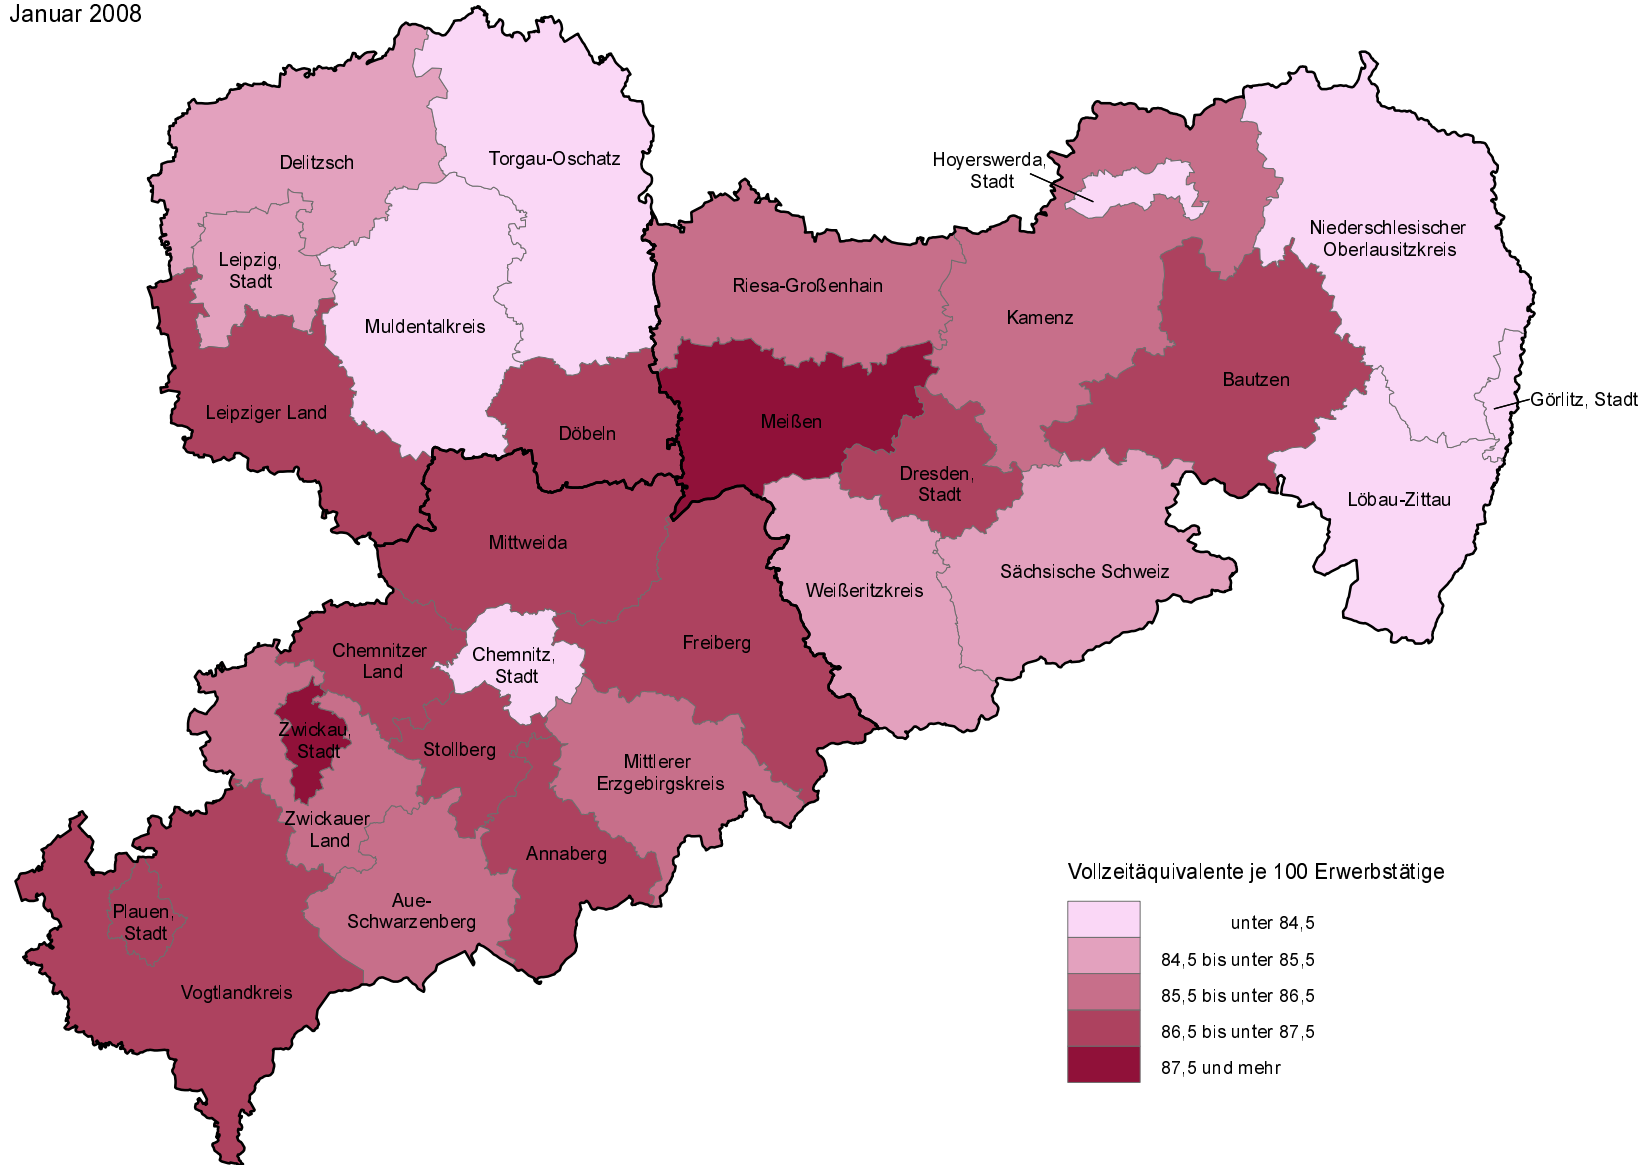 Januar 2008
Delitzsch
Torgau-Oschatz
Hoyerswerda,
Stadt
Niederschlesischer
Oberlausitzkreis
Leipzig,
Stadt
Riesa-Großenhain
Muldentalkreis
Kamenz
Bautzen
Görlitz, Stadt
Leipziger Land
Döbeln
Meißen
Dresden,
Stadt
Löbau-Zittau
Mittweida
Weißeritzkreis
Sächsische Schweiz
Chemnitzer
Land
Chemnitz,
Stadt
Freiberg
Zwickau,
Stadt
Stollberg
Mittlerer
Erzgebirgskreis
Zwickauer
Land
Annaberg
Aue-
Schwarzenberg
Plauen,
Stadt
Vogtlandkreis
Vollzeitäquivalente je 100 Erwerbstätige
unter 84,5
84,5 bis unter 85,5
85,5 bis unter 86,5
86,5 bis unter 87,5
87,5 und mehr